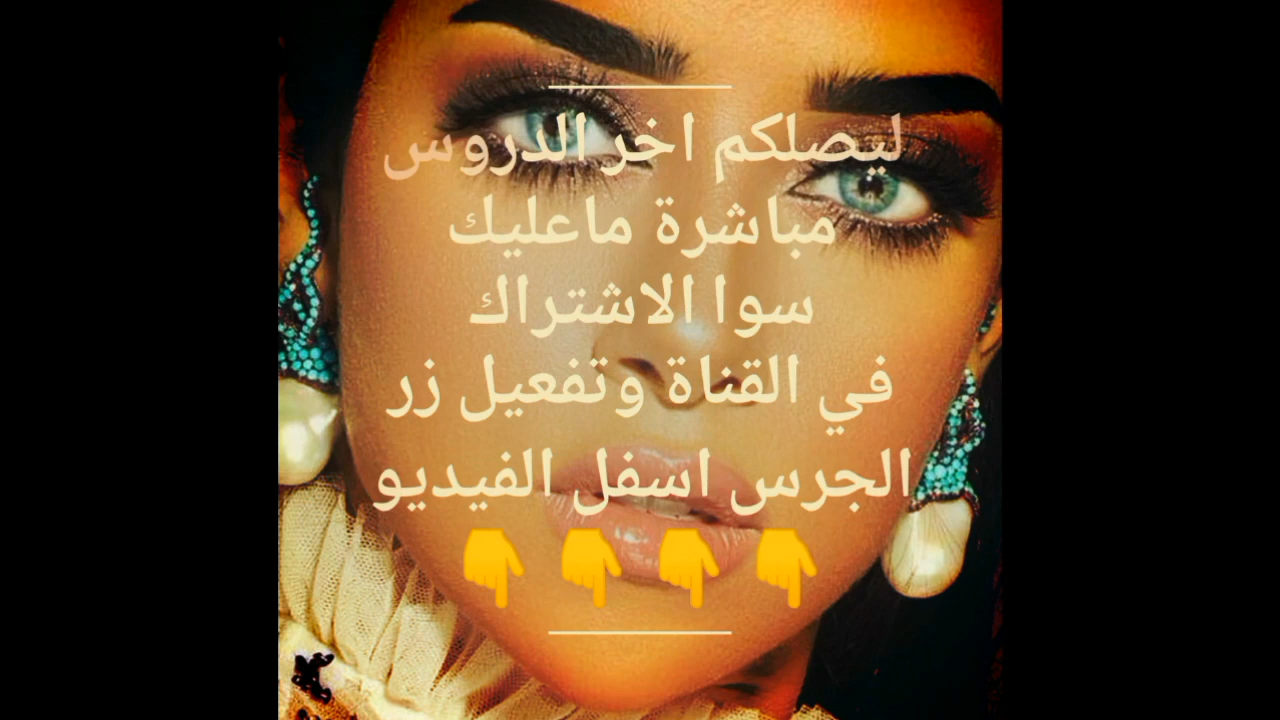 ليصلكم اخر الدروس
مباشرة ماعليك
سوا الاشتراك
في القناة وتفعيل زر
الجرس اسفل الفيديو
👇 👇 👇 👇